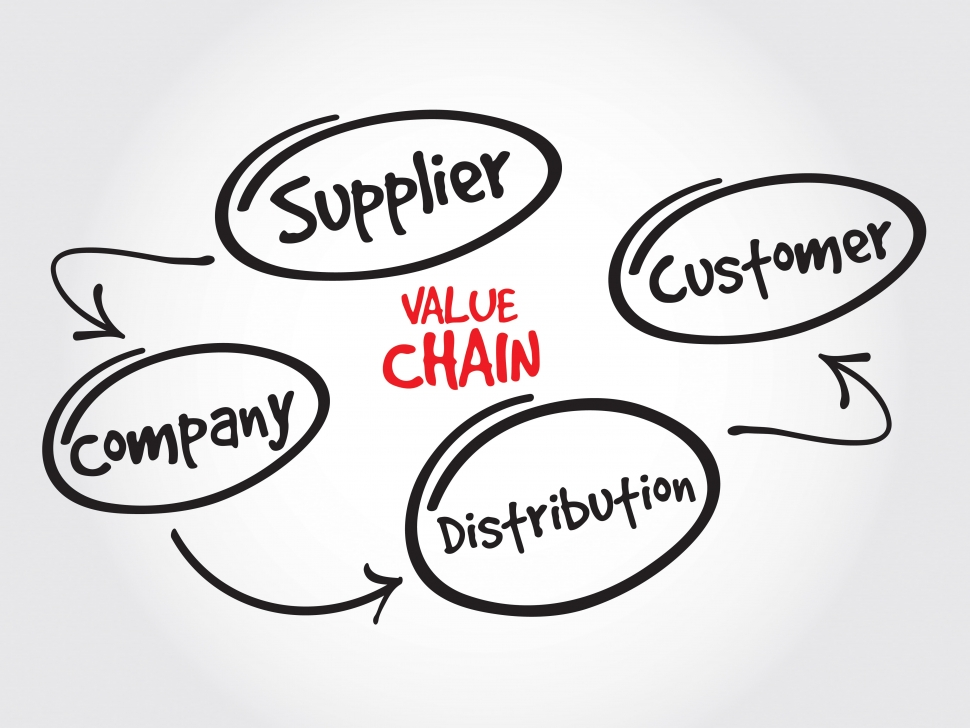 Supplier
Customer
VALUE
CHAIN
Company
Distribution